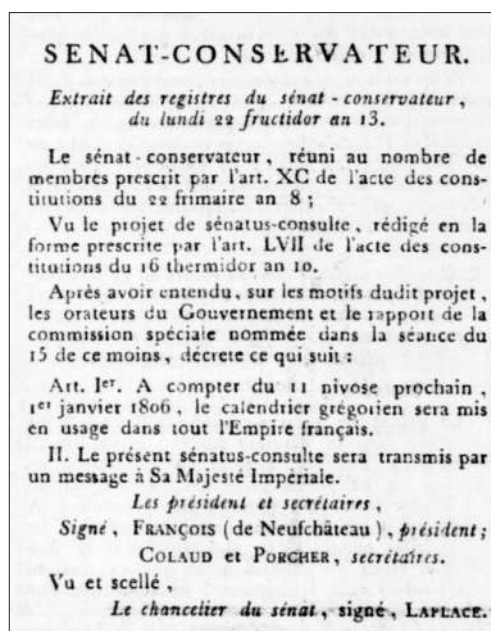 SENAT-CONSERVATEUR.
Extrait des registres du sénat-conservateur,
du lundi 22 fructidor an 13.
Le sénat-conservateur, réuni au nombre de
membres prescrit par l'art. XC de l'acte des cons-
titutions du 22 frimaire an 8;
Vu le projet de sénatus-consulte, rédigé en la
forme prescrite par l'art. LVII de l'acte des cons-
titutions du 16 thermidor an 10.
Après avoir entendu, sur les motifs dudit projet,
les orateurs du Gouvernement et le rapport de la
commission spéciale nommée dans la séance du
15 de ce moins, décrete ce qui suit:
Art. Ier. A compter du 11 nivose prochain,
1er janvier 1806, le calendrier grégorien sera mis
en usage dans tout l'Empire français.
II. Le présent sénatus-consulte sera transmis par
un message à Sa Majesté Impériale.
Les président et secrétaires,
Signé, FRANÇOIS (de Neufchâteau), président;
COLAUD et PORCHER, secrétaires.
Vu et scellé,
Le chancelier du sénat, signé, LAPLACE.